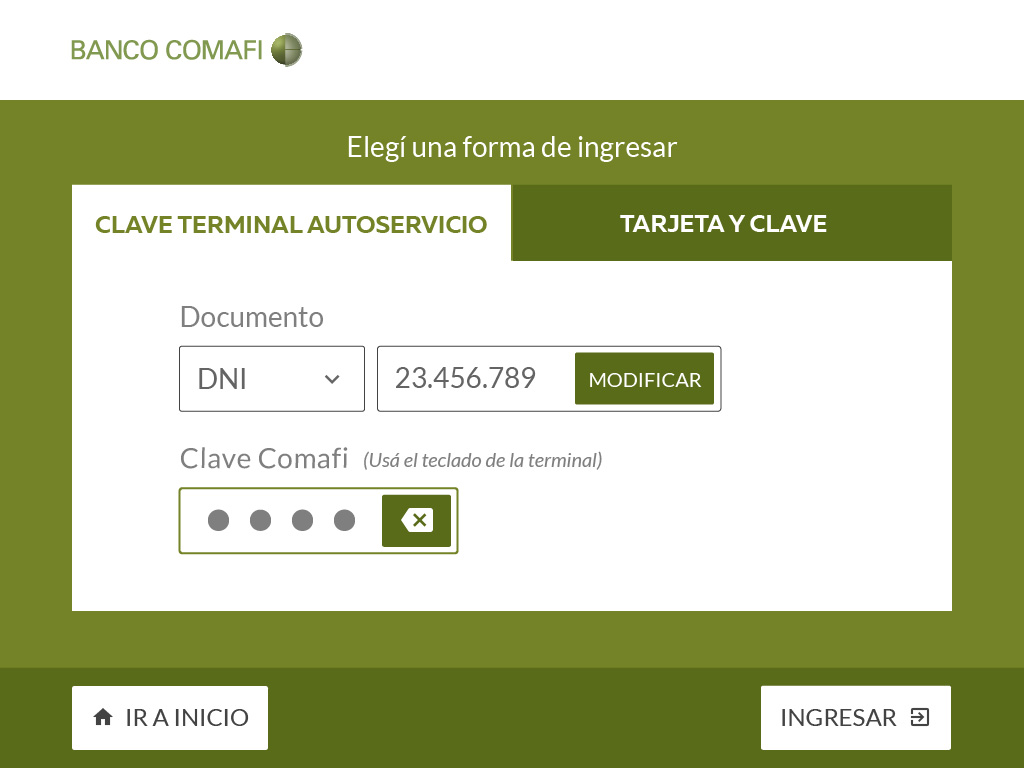 BANCO COMAFI
Elegí una forma de ingresar
CLAVE TERMINAL AUTOSERVICIO
TARJETA Y CLAVE
Documento
DNI
23.456.789
MODIFICAR
Clave Comafi (Usá el teclado de la terminal)
IR A INICIO
INGRESAR